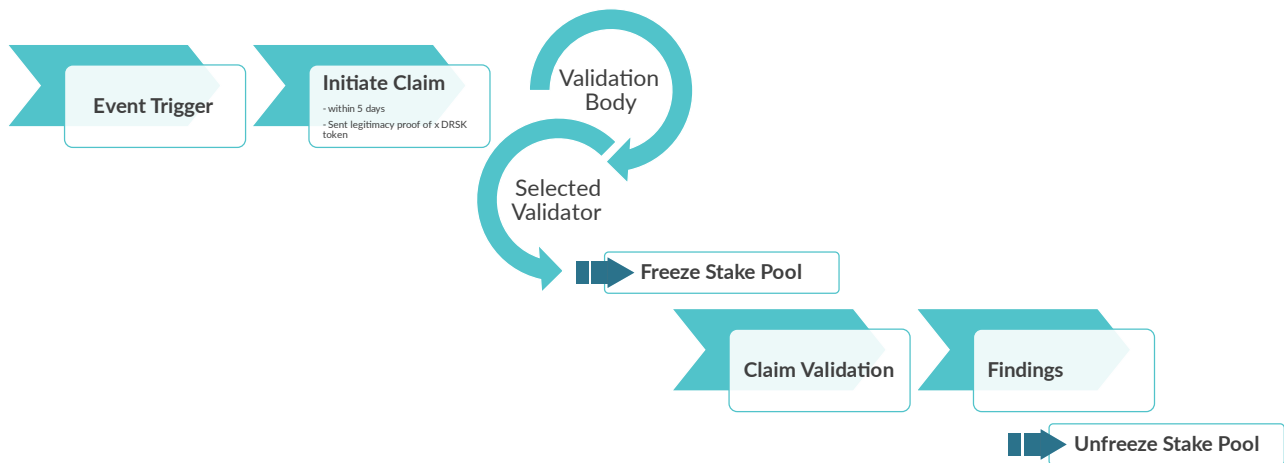 Event Trigger
Initiate Claim
- within 5 days
- Sent legitimacy proof of x DRSK
token
Validation
Body
Selected
Validator
Freeze Stake Pool
Claim Validation
Findings
Unfreeze Stake Pool